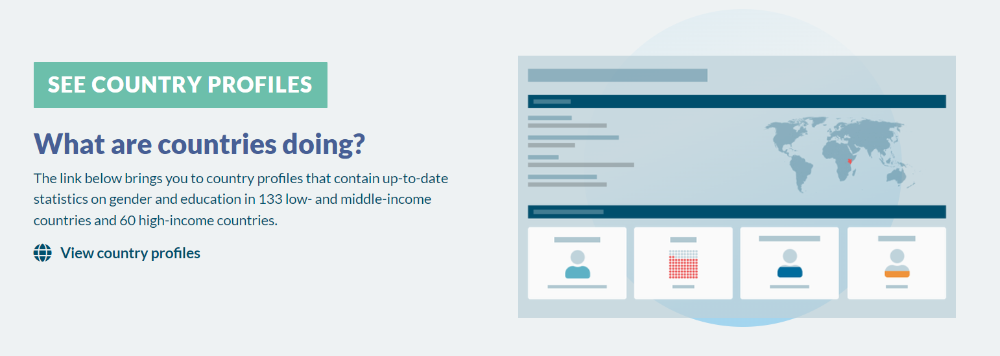 SEE COUNTRY PROFILES
What are countries doing?
The link below brings you to country profiles that contain up-to-date
statistics on gender and education in 133 low- and middle-income
countries and 60 high-income countries.
View country profiles